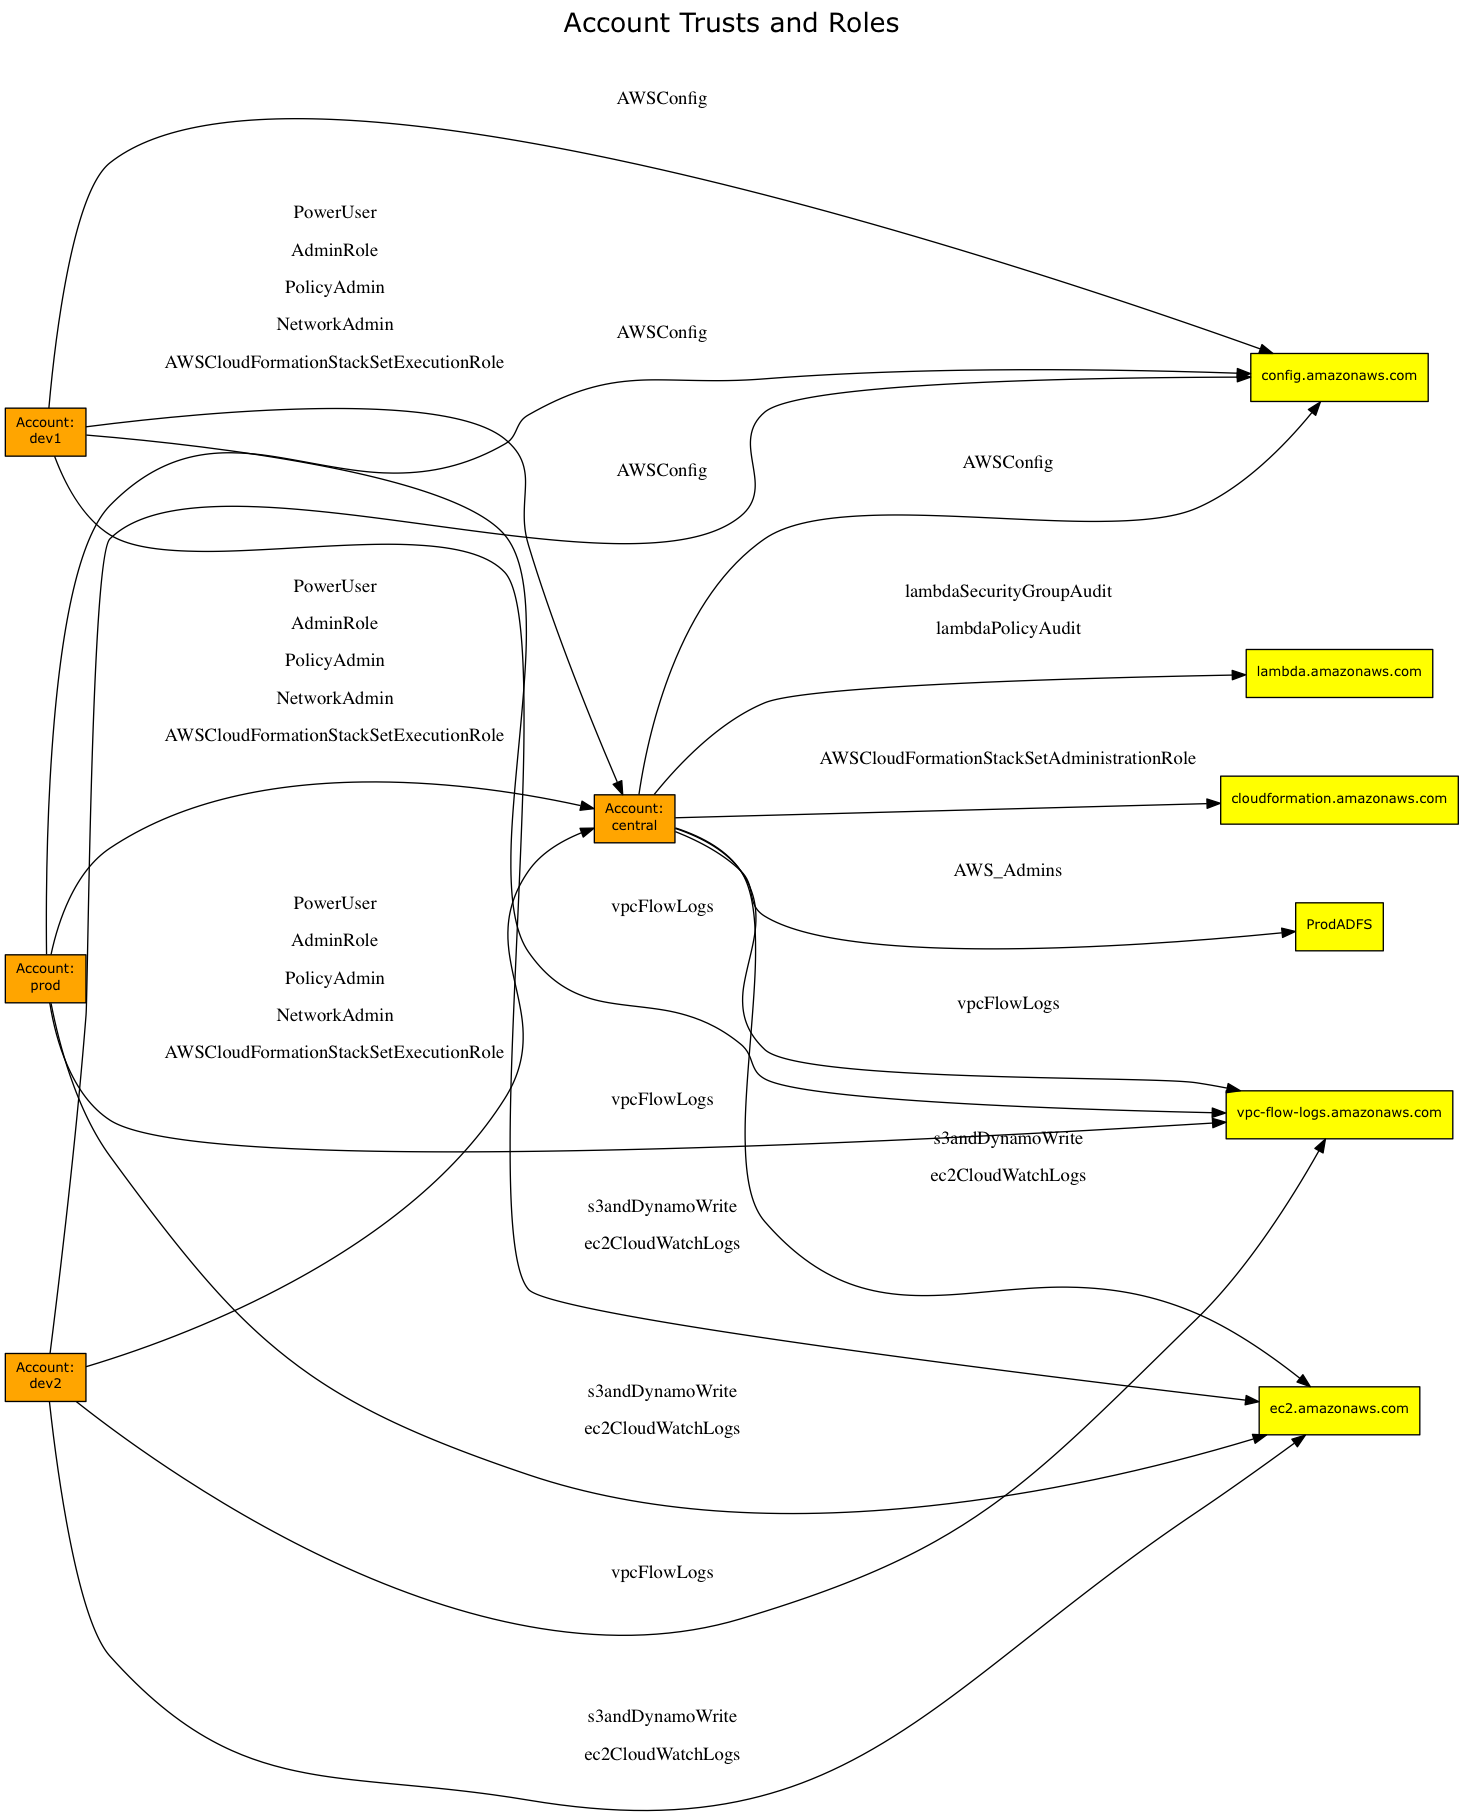 Account Trusts and Roles
AWSConfig
PowerUser
AdminRole
PolicyAdmin
NetworkAdmin
AWSCloudFormationStackSetExecutionRole
AWSConfig
config.amazonaws.com
Account:
dev1
AWSConfig
AWSConfig
PowerUser
AdminRole
PolicyAdmin
NetworkAdmin
AWSCloudFormationStackSetExecutionRole
lambdaSecurityGroupAudit
lambdaPolicyAudit
lambda.amazonaws.com
AWSCloudFormationStackSetAdministrationRole
cloudformation.amazonaws.com
Account:
central
AWS_Admins
ProdADFS
vpcFlowLogs
PowerUser
AdminRole
PolicyAdmin
NetworkAdmin
AWSCloudFormationStackSetExecutionRole
Account:
prod
vpcFlowLogs
vpcFlowLogs
vpc-flow-logs.amazonaws.com
s3andDynamoWrite
ec2CloudWatchLogs
s3andDynamoWrite
ec2CloudWatchLogs
Account:
dev2
s3andDynamoWrite
ec2CloudWatchLogs
ec2.amazonaws.com
vpcFlowLogs
s3andDynamoWrite
ec2CloudWatchLogs